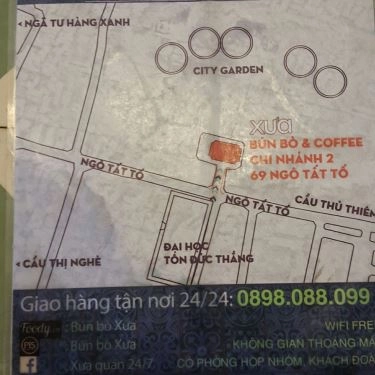 NGÃ TƯ HÀNG XANH
CITY GARDEN
xưa
BÚN BÒ & COFFEE
CHI NHÁNH 2
69 NGÔ TẤT TỐ
NGÔ TẤT TỐ
NGÔ TẤT TỐ
CẦU THỦ THIÊM
ĐẠI HỌC
TÔN ĐỨC THẮNG
CẦU THỊ NGHÈ
Giao hàng tận nơi 24/24: 0898.088.099
Foody : Bún bò Xưa
WIFI FRE
: Bún bò Xưa
KHÔNG GIAN THOÁNG MÁ
f : Xưa quán 24/7
CÓ PHÒNG HỌP NHÓM, KHÁCH ĐOÀ